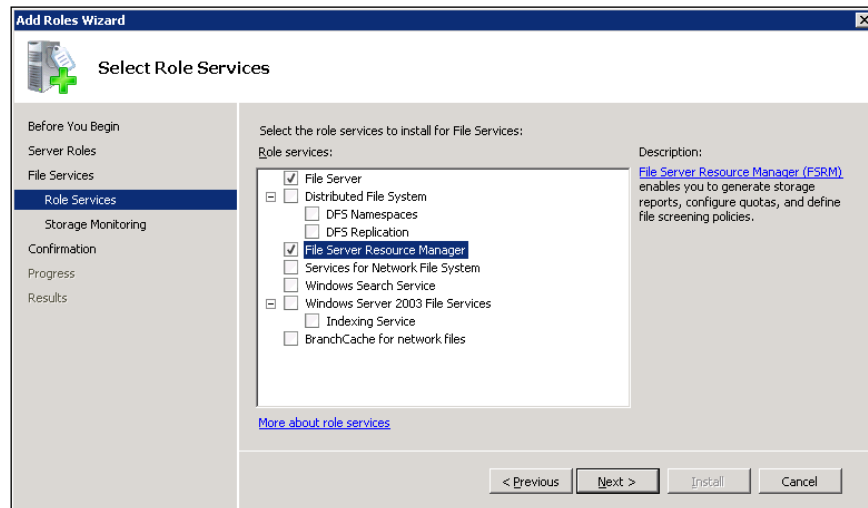 Add Roles Wizard
Select Role Services
Before You Begin
Server Roles
File Services
Role Services
Storage Monitoring
Confirmation
Progress
Results
Select the role services to install for File Services:
Role services:
File Server
Distributed File System
DFS Namespaces
DFS Replication
File Server Resource Manager
Services for Network File System
Windows Search Service
Windows Server 2003 File Services
Indexing Service
BranchCache for network files
More about role services
Description:
File Server Resource Manager (FSRM)
enables you to generate storage
reports, configure quotas, and define
file screening policies.
< Previous
Next >
Install
Cancel